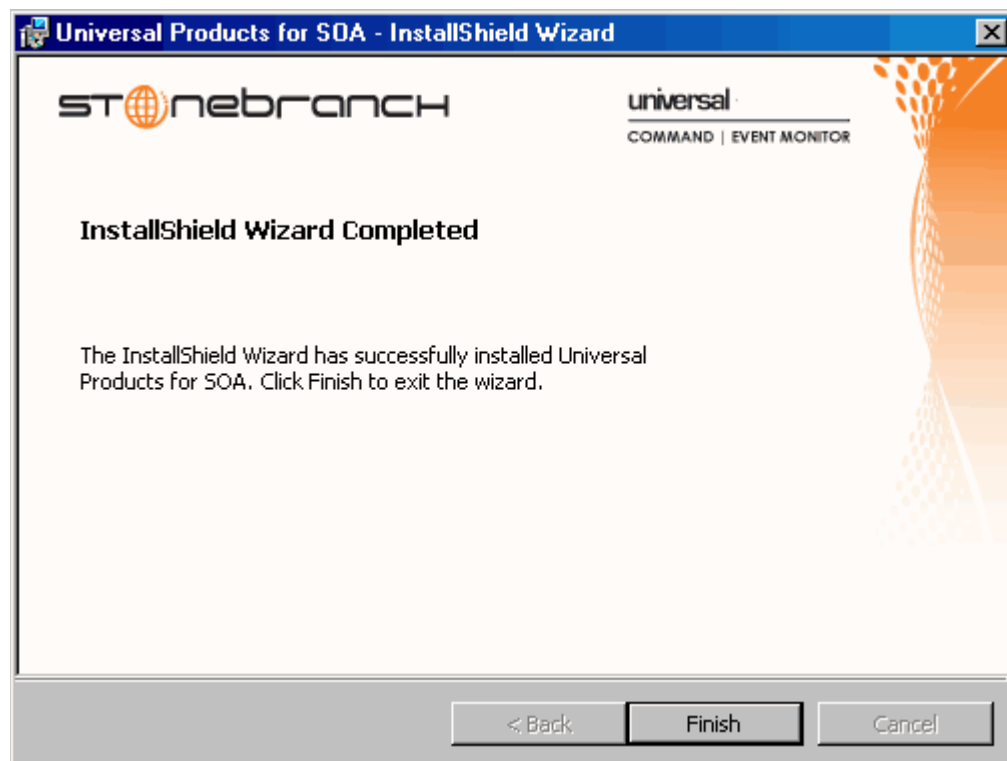 Universal Products for SOA - InstallShield Wizard
STONEBRANCH
universal
COMMAND | EVENT MONITOR
InstallShield Wizard Completed
The InstallShield Wizard has successfully installed Universal
Products for SOA. Click Finish to exit the wizard.
< Back
Finish
Cancel